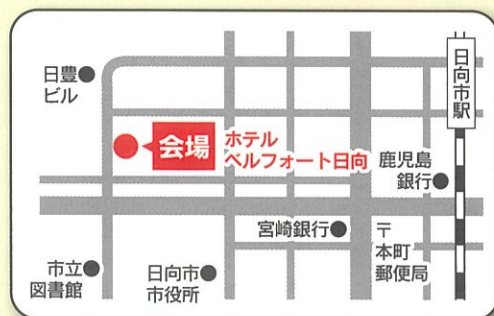 日豊
ビル
会場
ホテル
ベルフォート日向
日向市駅
鹿児島
銀行
宮崎銀行
〒
本町
郵便局
市立
図書館
日向市
市役所